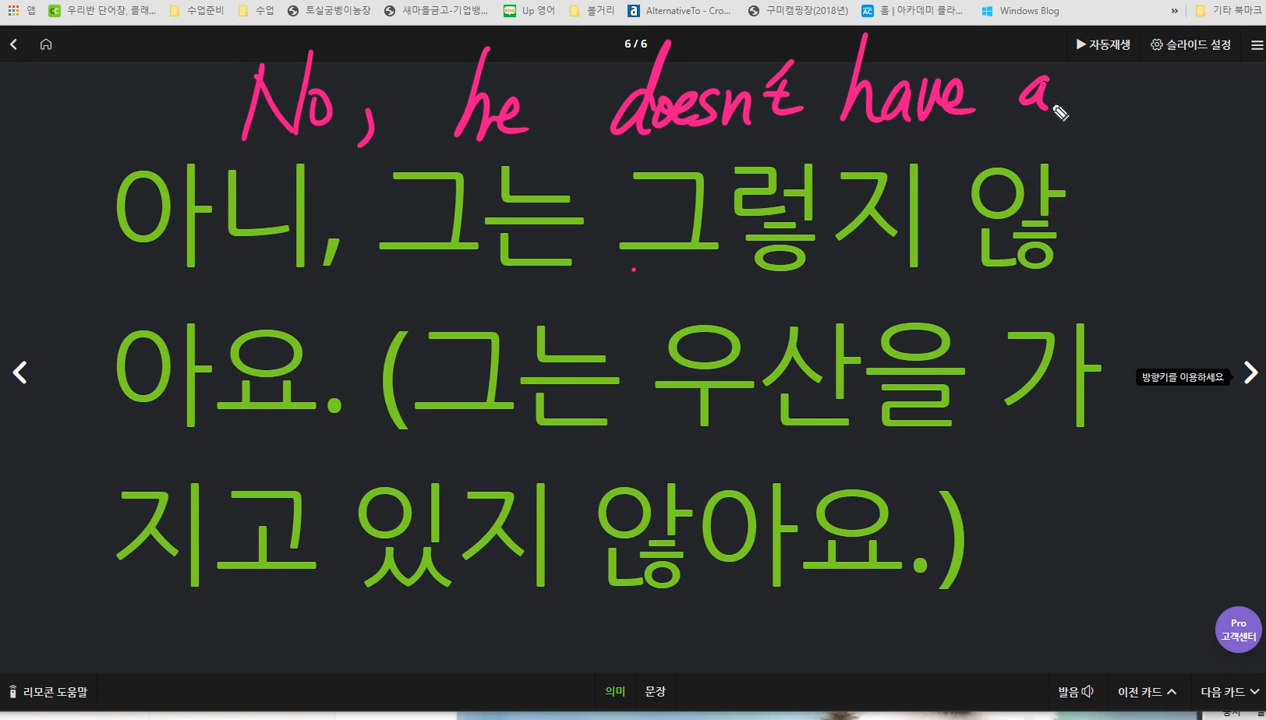 앱 우리반 단어장, 클래... 수업준비 수업 토실굼벵이농장 새마을금고-기업뱅... Up 영어 볼거리 AlternativeTo - Cro... 구미캠핑장(2018년) 홈 | 아카데미 클라... Windows Blog » 기타 북마크
6 / 6 자동재생 슬라이드 설정
No, he doesn't have a
아니, 그는 그렇지 않
아요. (그는 우산을 가
방향키를 이용하세요
지고 있지 않아요.)
Pro
고객센터
리모콘 도움말 의미 문장 발음 이전 카드 다음 카드